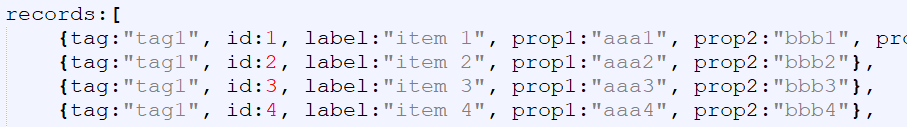 records:[
{tag:"tag1", id:1, label:"item 1", prop1:"aaa1", prop2:"bbb1",
{tag:"tag1", id:2, label:"item 2", prop1:"aaa2", prop2:"bbb2"},
{tag:"tag1", id:3, label:"item 3", prop1:"aaa3", prop2:"bbb3"},
{tag:"tag1", id:4, label:"item 4", prop1:"aaa4", prop2:"bbb4"},